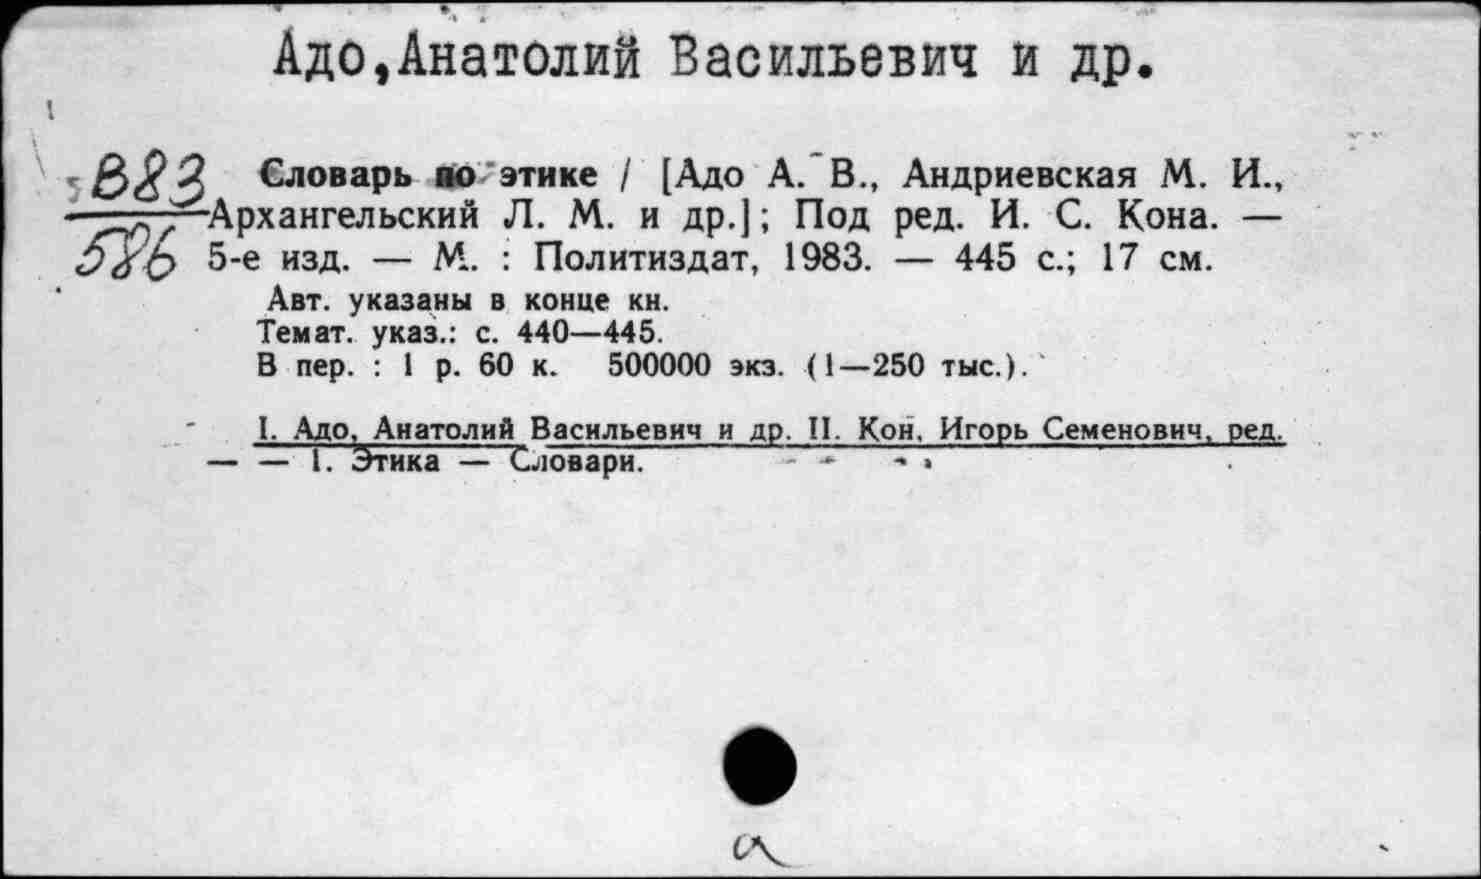 Адо,Анатолий Васильевич и др.
В83
526
Словарь по этике / [Адо А. В., Андриевская М. И.,
Архангельский Л. М. и др.]; Под ред. И. С. Кона. —
5-е изд. — М. : Политиздат, 1983. — 445 с.; 17 см.
Авт. указаны в конце кн.
Темат. указ.: с. 440—445.
В пер. : 1 р. 60 к. 500000 экз. (1—250 тыс.).
I. Адо, Анатолий Васильевич и др. II. Кон, Игорь Семенович, ред.
— — 1. Этика — Словари.